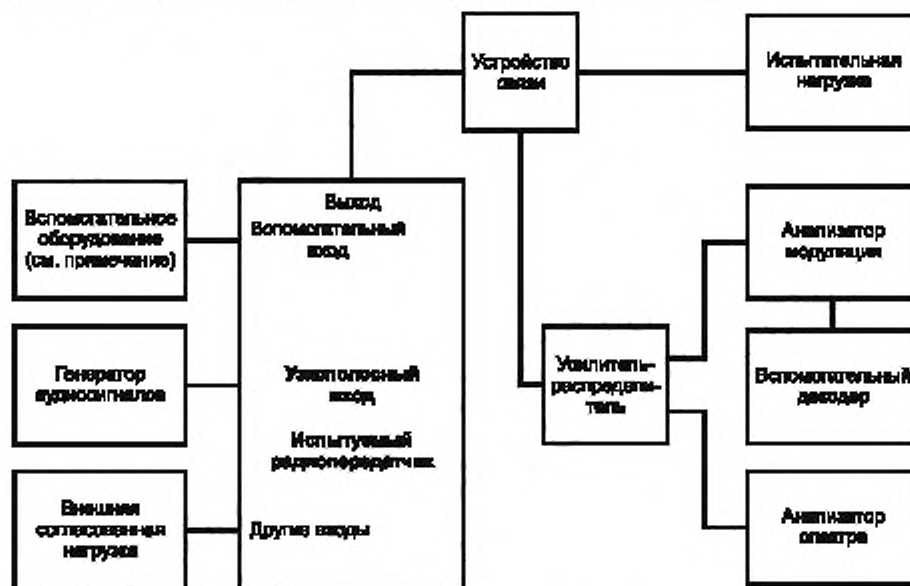 Устройство
связи
Испытательная
нагрузка
Выход
Вспомогательное
оборудование
(см. примечание)
Вспомогательный
вход
Анализатор
модуляции
Генератор
аудиосигналов
Узкополосный
вход
Усилитель-
распредели-
тель
Вспомогательный
декодер
Испытуемый
радиопередатчик
Внешняя
согласованная
нагрузка
Другие входы
Анализатор
спектра